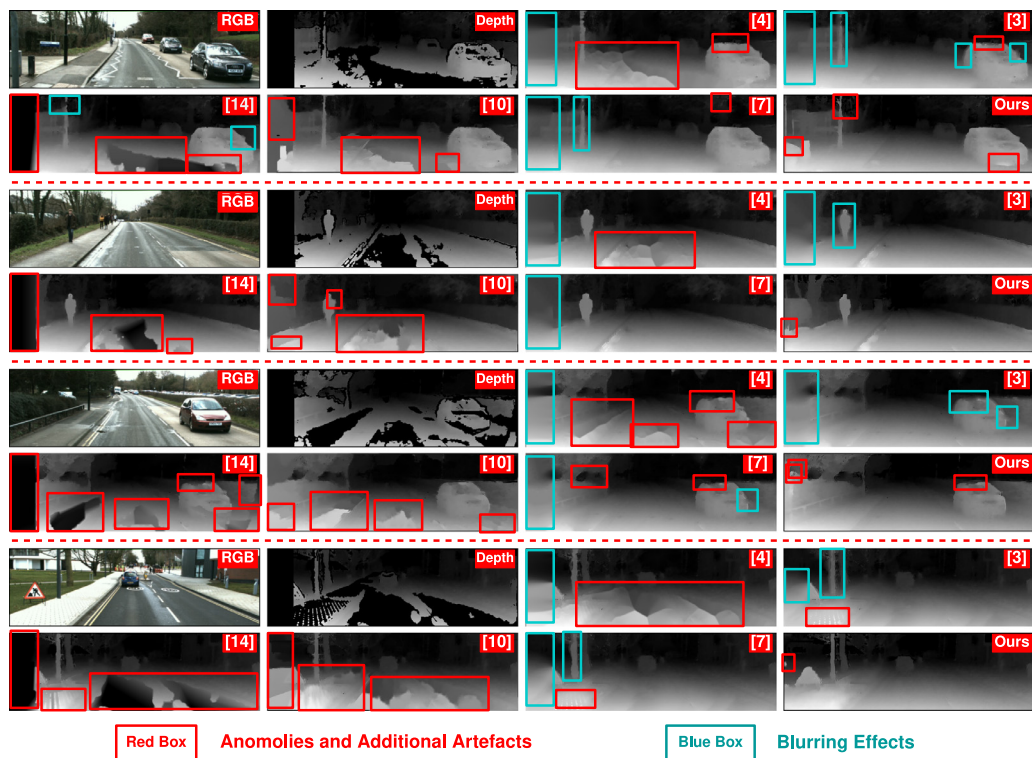 RGB Depth [4] [3]
[14] [10] [7] Ours
RGB Depth [4] [3]
[14] [10] [7] Ours
RGB Depth [4] [3]
[14] [10] [7] Ours
RGB Depth [4] [3]
[14] [10] [7] Ours
Red Box Anomolies and Additional Artefacts Blue Box Blurring Effects